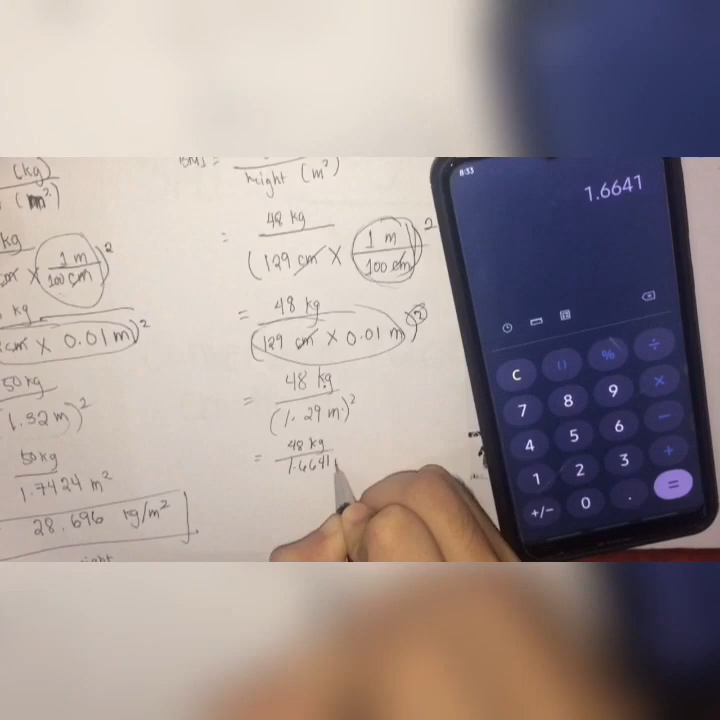 (kg)
(m²)
kg
× (1 m
100 cm)²
kg
cm × 0.01 m)²
50 kg
1.32 m)²
50 kg
1.7424 m²
28.696 kg/m²
BMI =
height (m²)
= 48 kg
(129 cm × (1 m
100 cm))²
= 48 kg
(129 cm × 0.01 m)²
= 48 kg
(1.29 m)²
= 48 kg
1.6641
8:33
1.6641
C () % ÷
7 8 9 ×
4 5 6 −
1 2 3 +
+/− 0 . =